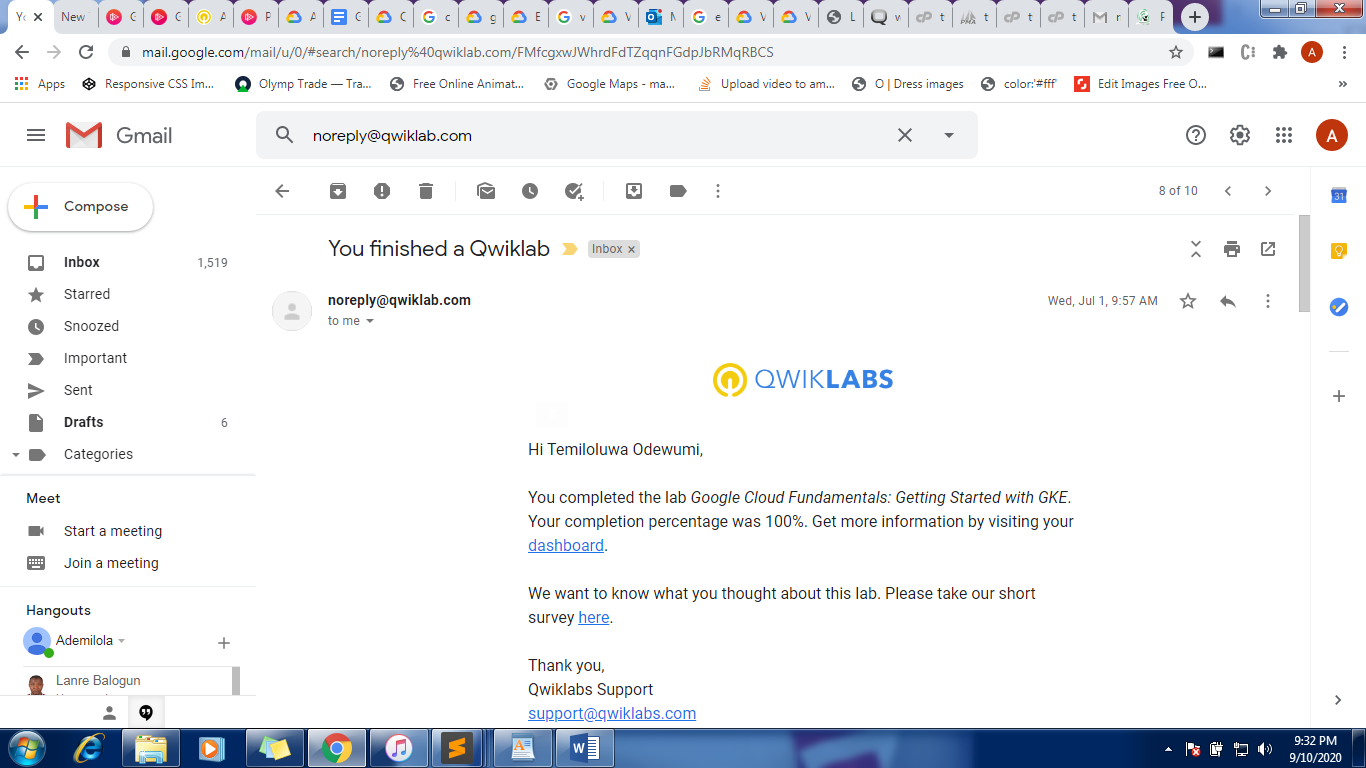 Yo
New
G
G
A
P
A
G
C
c
g
E
v
V
N
e
V
V
L
w
t
t
t
t
n
F
mail.google.com/mail/u/0/#search/noreply%40qwiklab.com/FMfcgxwJWhrdFdTZqqnFGdpJbRMqRBCS
A
Apps
Responsive CSS Im...
Olymp Trade — Tra...
Free Online Animat...
Google Maps - ma...
Upload video to am...
O | Dress images
color:'#fff'
Edit Images Free O...
»
Gmail
noreply@qwiklab.com
A
Compose
8 of 10
31
You finished a Qwiklab
Inbox ×
Inbox 1,519
Starred
Snoozed
Important
Sent
Drafts 6
Categories
noreply@qwiklab.com
Wed, Jul 1, 9:57 AM
to me
QWIKLABS
Hi Temiloluwa Odewumi,
You completed the lab Google Cloud Fundamentals: Getting Started with GKE.
Your completion percentage was 100%. Get more information by visiting your
dashboard.
We want to know what you thought about this lab. Please take our short
survey here.
Thank you,
Qwiklabs Support
support@qwiklabs.com
Meet
Start a meeting
Join a meeting
Hangouts
Ademilola
Lanre Balogun
9:32 PM
9/10/2020